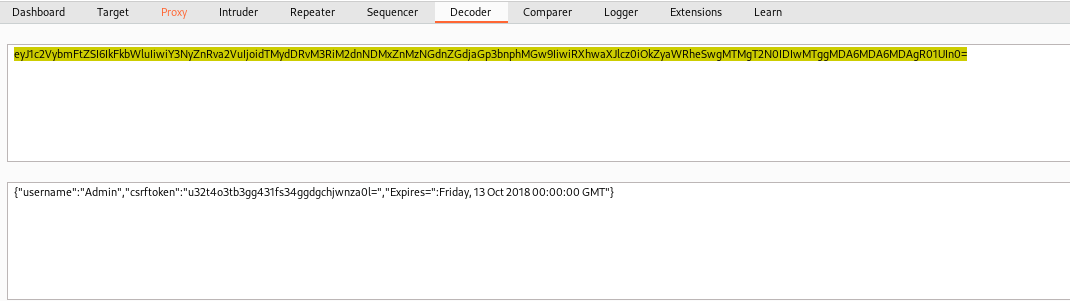 Dashboard Target Proxy Intruder Repeater Sequencer Decoder Comparer Logger Extensions Learn
eyJ1c2VybmFtZSI6IkFkbWluIiwiY3NyZnRva2VuIjoidTMydDRvM3RiM2dnNDMxZnMzNGdnZGdjaGp3bnphMGw9IiwiRXhwaXJlcz0iOkZyaWRheSwgMTMgT2N0IDIwMTggMDA6MDA6MDAgR01UIn0=
{"username":"Admin","csrftoken":"u32t4o3tb3gg431fs34ggdgchjwnza0l=","Expires=":Friday, 13 Oct 2018 00:00:00 GMT"}